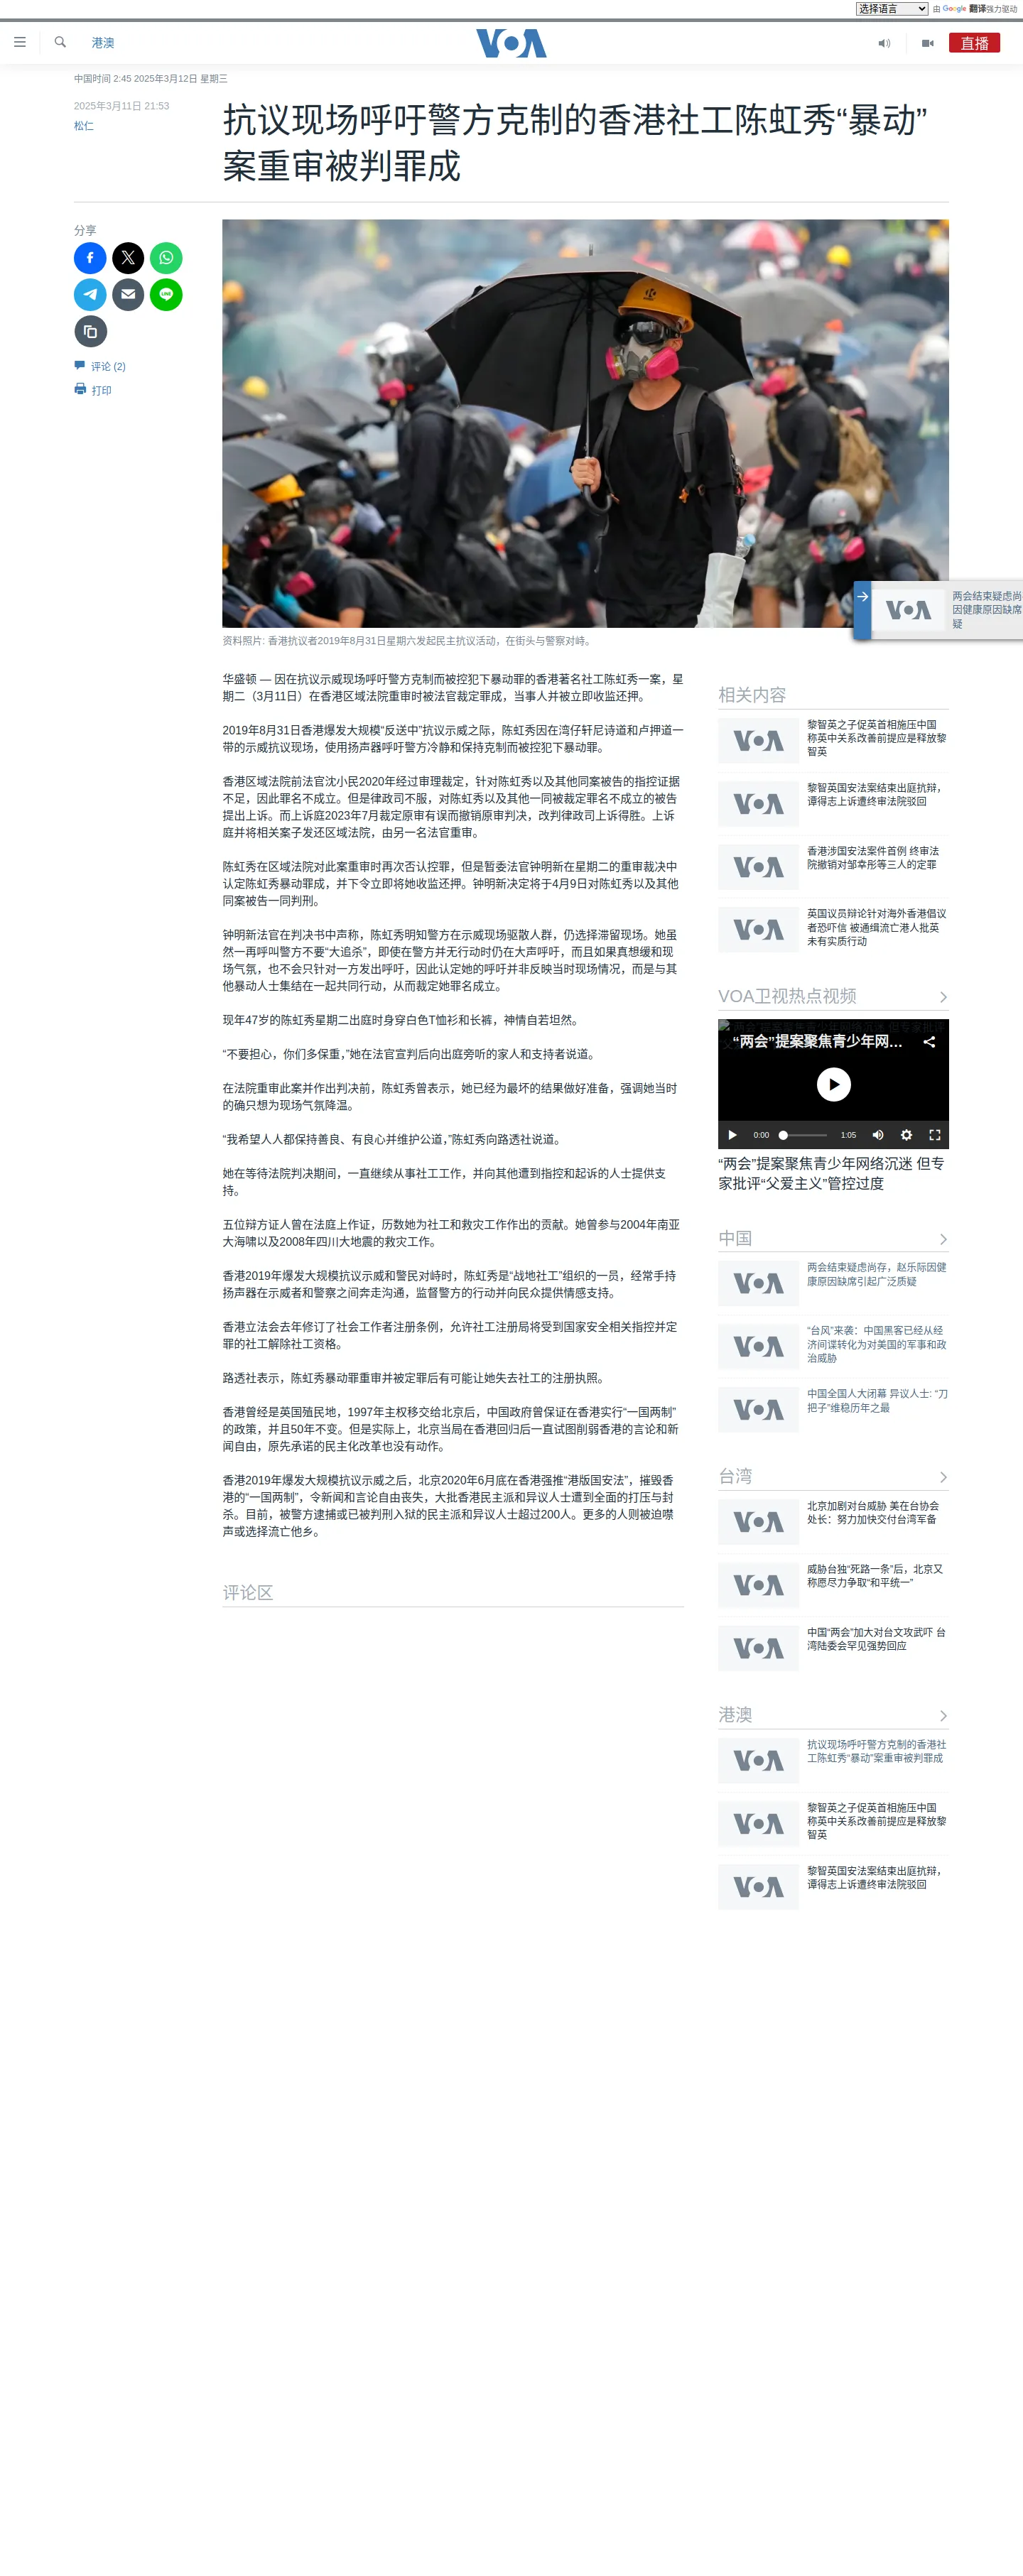 选择语言 由 Google 翻译强力驱动
港澳 VOA 直播
中国时间 2:45 2025年3月12日 星期三
2025年3月11日 21:53
松仁
抗议现场呼吁警方克制的香港社工陈虹秀“暴动”
案重审被判罪成
分享
LINE
评论 (2)
打印
资料照片: 香港抗议者2019年8月31日星期六发起民主抗议活动，在街头与警察对峙。
VOA
两会结束疑虑尚
因健康原因缺席
疑
华盛顿 — 因在抗议示威现场呼吁警方克制而被控犯下暴动罪的香港著名社工陈虹秀一案，星
期二（3月11日）在香港区域法院重审时被法官裁定罪成，当事人并被立即收监还押。
2019年8月31日香港爆发大规模“反送中”抗议示威之际，陈虹秀因在湾仔轩尼诗道和卢押道一
带的示威抗议现场，使用扬声器呼吁警方冷静和保持克制而被控犯下暴动罪。
香港区域法院前法官沈小民2020年经过审理裁定，针对陈虹秀以及其他同案被告的指控证据
不足，因此罪名不成立。但是律政司不服，对陈虹秀以及其他一同被裁定罪名不成立的被告
提出上诉。而上诉庭2023年7月裁定原审有误而撤销原审判决，改判律政司上诉得胜。上诉
庭并将相关案子发还区域法院，由另一名法官重审。
陈虹秀在区域法院对此案重审时再次否认控罪，但是暂委法官钟明新在星期二的重审裁决中
认定陈虹秀暴动罪成，并下令立即将她收监还押。钟明新决定将于4月9日对陈虹秀以及其他
同案被告一同判刑。
钟明新法官在判决书中声称，陈虹秀明知警方在示威现场驱散人群，仍选择滞留现场。她虽
然一再呼叫警方不要“大追杀”，即使在警方并无行动时仍在大声呼吁，而且如果真想缓和现
场气氛，也不会只针对一方发出呼吁，因此认定她的呼吁并非反映当时现场情况，而是与其
他暴动人士集结在一起共同行动，从而裁定她罪名成立。
现年47岁的陈虹秀星期二出庭时身穿白色T恤衫和长裤，神情自若坦然。
“不要担心，你们多保重，”她在法官宣判后向出庭旁听的家人和支持者说道。
在法院重审此案并作出判决前，陈虹秀曾表示，她已经为最坏的结果做好准备，强调她当时
的确只想为现场气氛降温。
“我希望人人都保持善良、有良心并维护公道，”陈虹秀向路透社说道。
她在等待法院判决期间，一直继续从事社工工作，并向其他遭到指控和起诉的人士提供支
持。
五位辩方证人曾在法庭上作证，历数她为社工和救灾工作作出的贡献。她曾参与2004年南亚
大海啸以及2008年四川大地震的救灾工作。
香港2019年爆发大规模抗议示威和警民对峙时，陈虹秀是“战地社工”组织的一员，经常手持
扬声器在示威者和警察之间奔走沟通，监督警方的行动并向民众提供情感支持。
香港立法会去年修订了社会工作者注册条例，允许社工注册局将受到国家安全相关指控并定
罪的社工解除社工资格。
路透社表示，陈虹秀暴动罪重审并被定罪后有可能让她失去社工的注册执照。
香港曾经是英国殖民地，1997年主权移交给北京后，中国政府曾保证在香港实行“一国两制”
的政策，并且50年不变。但是实际上，北京当局在香港回归后一直试图削弱香港的言论和新
闻自由，原先承诺的民主化改革也没有动作。
香港2019年爆发大规模抗议示威之后，北京2020年6月底在香港强推“港版国安法”，摧毁香
港的“一国两制”，令新闻和言论自由丧失，大批香港民主派和异议人士遭到全面的打压与封
杀。目前，被警方逮捕或已被判刑入狱的民主派和异议人士超过200人。更多的人则被迫噤
声或选择流亡他乡。
评论区
相关内容
VOA
黎智英之子促英首相施压中国
称英中关系改善前提应是释放黎
智英
VOA
黎智英国安法案结束出庭抗辩，
谭得志上诉遭终审法院驳回
VOA
香港涉国安法案件首例 终审法
院撤销对邹幸彤等三人的定罪
VOA
英国议员辩论针对海外香港倡议
者恐吓信 被通缉流亡港人批英
未有实质行动
VOA卫视热点视频
“两会”提案聚焦青少年网…
0:00 1:05
“两会”提案聚焦青少年网络沉迷 但专
家批评“父爱主义”管控过度
中国
VOA
两会结束疑虑尚存，赵乐际因健
康原因缺席引起广泛质疑
VOA
“台风”来袭：中国黑客已经从经
济间谍转化为对美国的军事和政
治威胁
VOA
中国全国人大闭幕 异议人士: “刀
把子”维稳历年之最
台湾
VOA
北京加剧对台威胁 美在台协会
处长：努力加快交付台湾军备
VOA
威胁台独“死路一条”后，北京又
称愿尽力争取“和平统一”
VOA
中国“两会”加大对台文攻武吓 台
湾陆委会罕见强势回应
港澳
VOA
抗议现场呼吁警方克制的香港社
工陈虹秀“暴动”案重审被判罪成
VOA
黎智英之子促英首相施压中国
称英中关系改善前提应是释放黎
智英
VOA
黎智英国安法案结束出庭抗辩，
谭得志上诉遭终审法院驳回